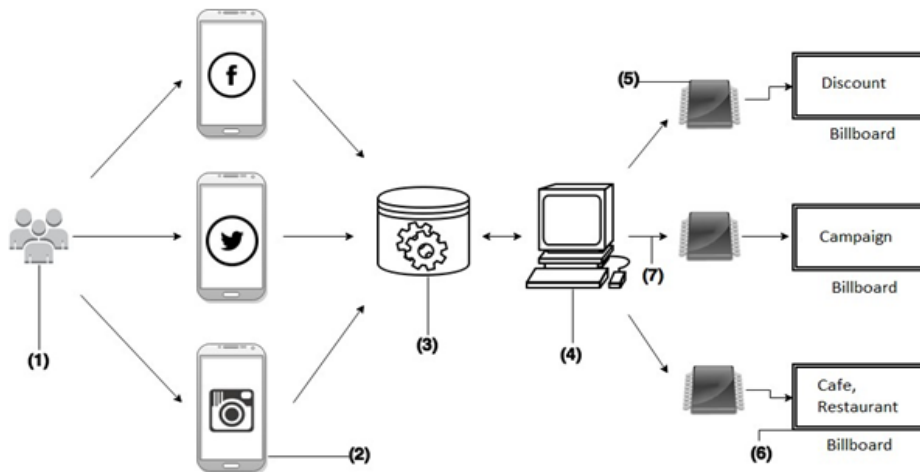 f
(5)
Discount
Billboard
(1)
(3)
(4)
(7)
Campaign
Billboard
(2)
Cafe,
Restaurant
(6)
Billboard